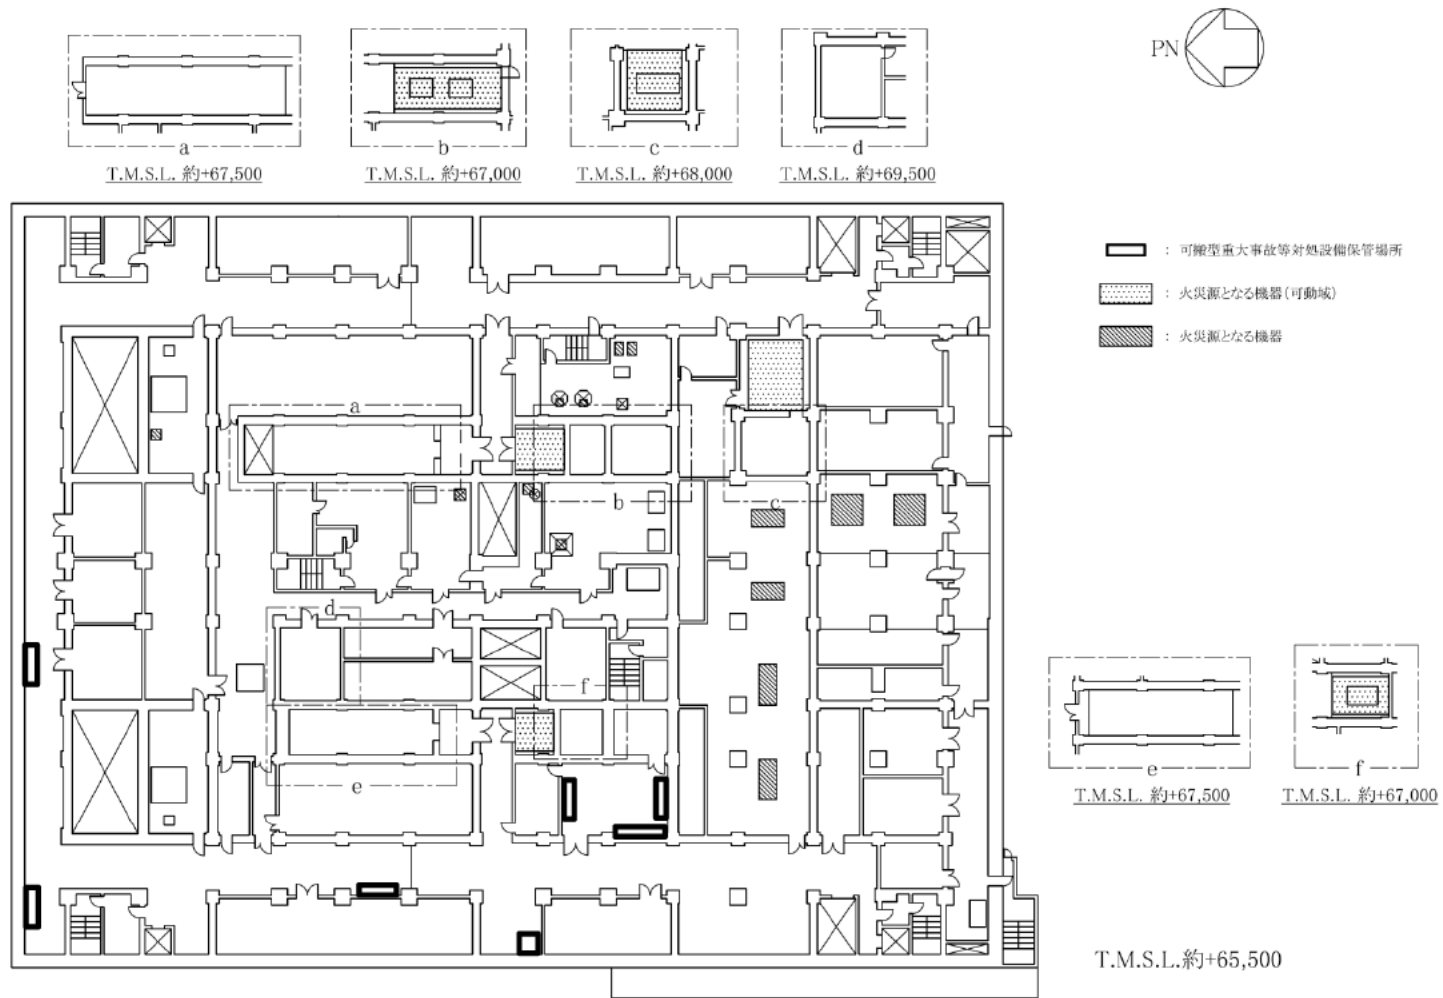 PN
a
b
c
d
T.M.S.L. 約+67,500
T.M.S.L. 約+67,000
T.M.S.L. 約+68,000
T.M.S.L. 約+69,500
：可搬型重大事故等対処設備保管場所
：火災源となる機器(可動域)
：火災源となる機器
a
b
c
d
f
e
e
f
T.M.S.L. 約+67,500
T.M.S.L. 約+67,000
T.M.S.L.約+65,500